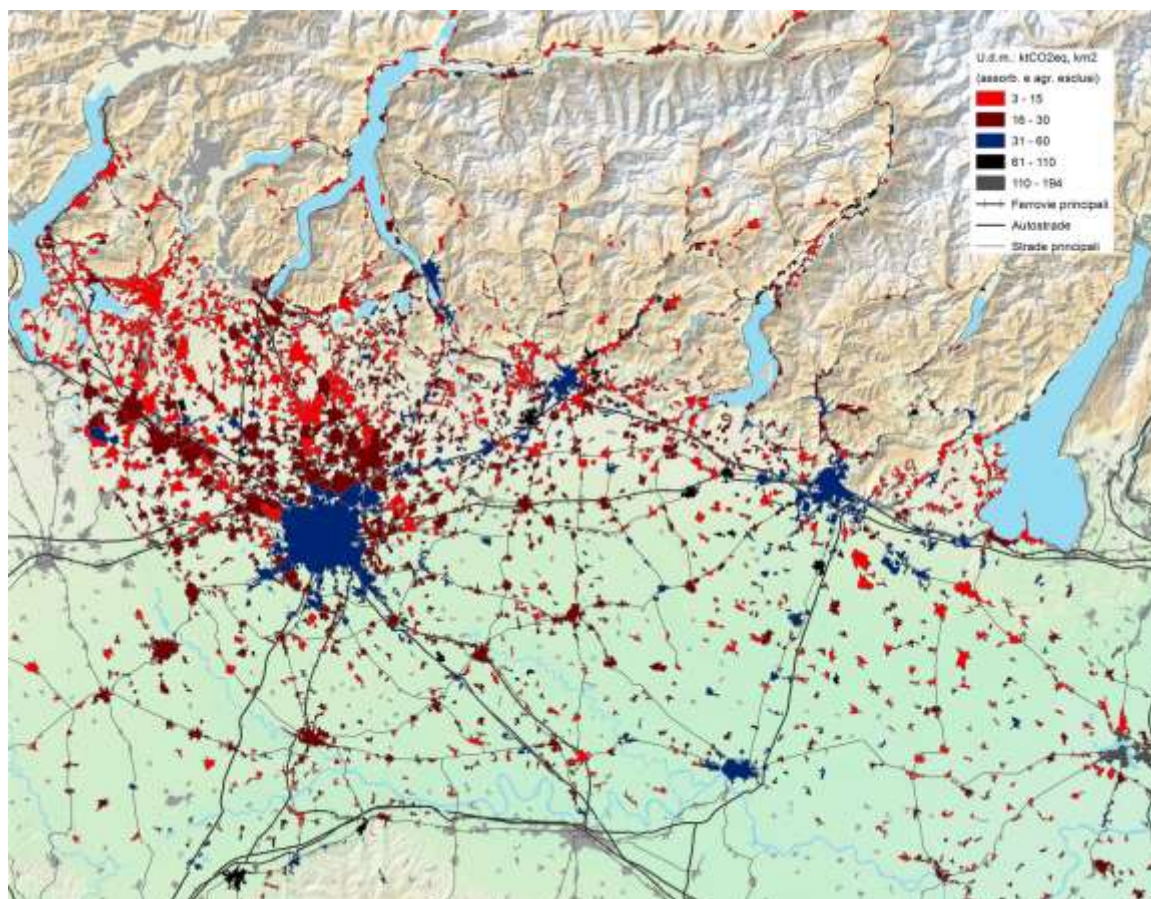 U.d.m.: ktCO2eq, km2
(assorb. e agr. esclusi)
3 - 15
16 - 30
31 - 60
61 - 110
110 - 194
Ferrovie principali
Autostrade
Strade principali